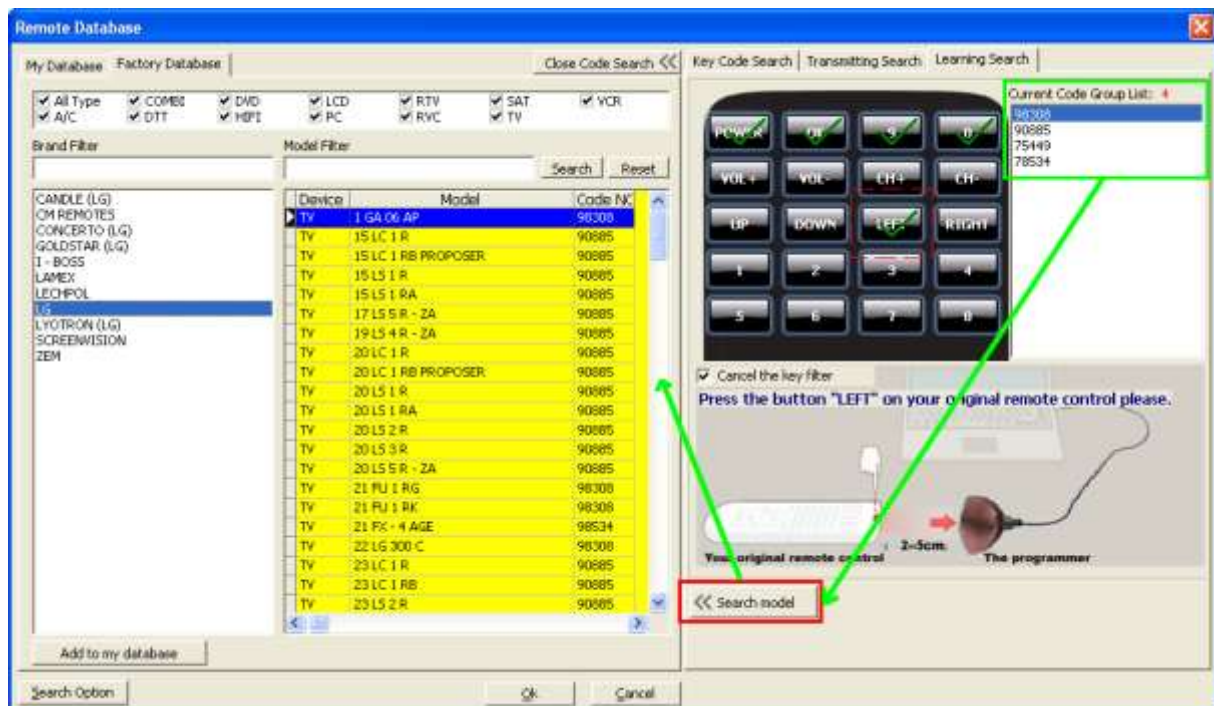 Remote Database
My Database Factory Database
Close Code Search <<
Key Code Search Transmitting Search Learning Search
All Type COMBI DVD LCD RTV SAT VCR
A/C DTT HIFI PC RVC TV
Brand Filter Model Filter
Search Reset
CANDLE (LG)
CM REMOTES
CONCERTO (LG)
GOLDSTAR (LG)
I - BOSS
LAMEX
LECHPOL
LG
LYOTRON (LG)
SCREENVISION
ZEM
Device Model Code NO
TV 1 GA 06 AP 98308
TV 15 LC 1 R 90885
TV 15 LC 1 RB PROPOSER 90885
TV 15 LS 1 R 90885
TV 15 LS 1 RA 90885
TV 17 LS 5 R - ZA 90885
TV 19 LS 4 R - ZA 90885
TV 20 LC 1 R 90885
TV 20 LC 1 RB PROPOSER 90885
TV 20 LS 1 R 90885
TV 20 LS 1 RA 90885
TV 20 LS 2 R 90885
TV 20 LS 3 R 90885
TV 20 LS 5 R - ZA 90885
TV 21 FU 1 RG 98308
TV 21 FU 1 RK 98308
TV 21 FX - 4 AGE 98534
TV 22 LG 300 C 98308
TV 23 LC 1 R 90885
TV 23 LC 1 RB 90885
TV 23 LS 2 R 90885
Add to my database
Search Option
Ok Cancel
Current Code Group List: 4
98308
90885
75449
78534
POWER OK 9 0
VOL+ VOL- CH+ CH-
UP DOWN LEFT RIGHT
1 2 3 4
5 6 7 8
Cancel the key filter
Press the button "LEFT" on your original remote control please.
2~5cm
Your original remote control The programmer
<< Search model